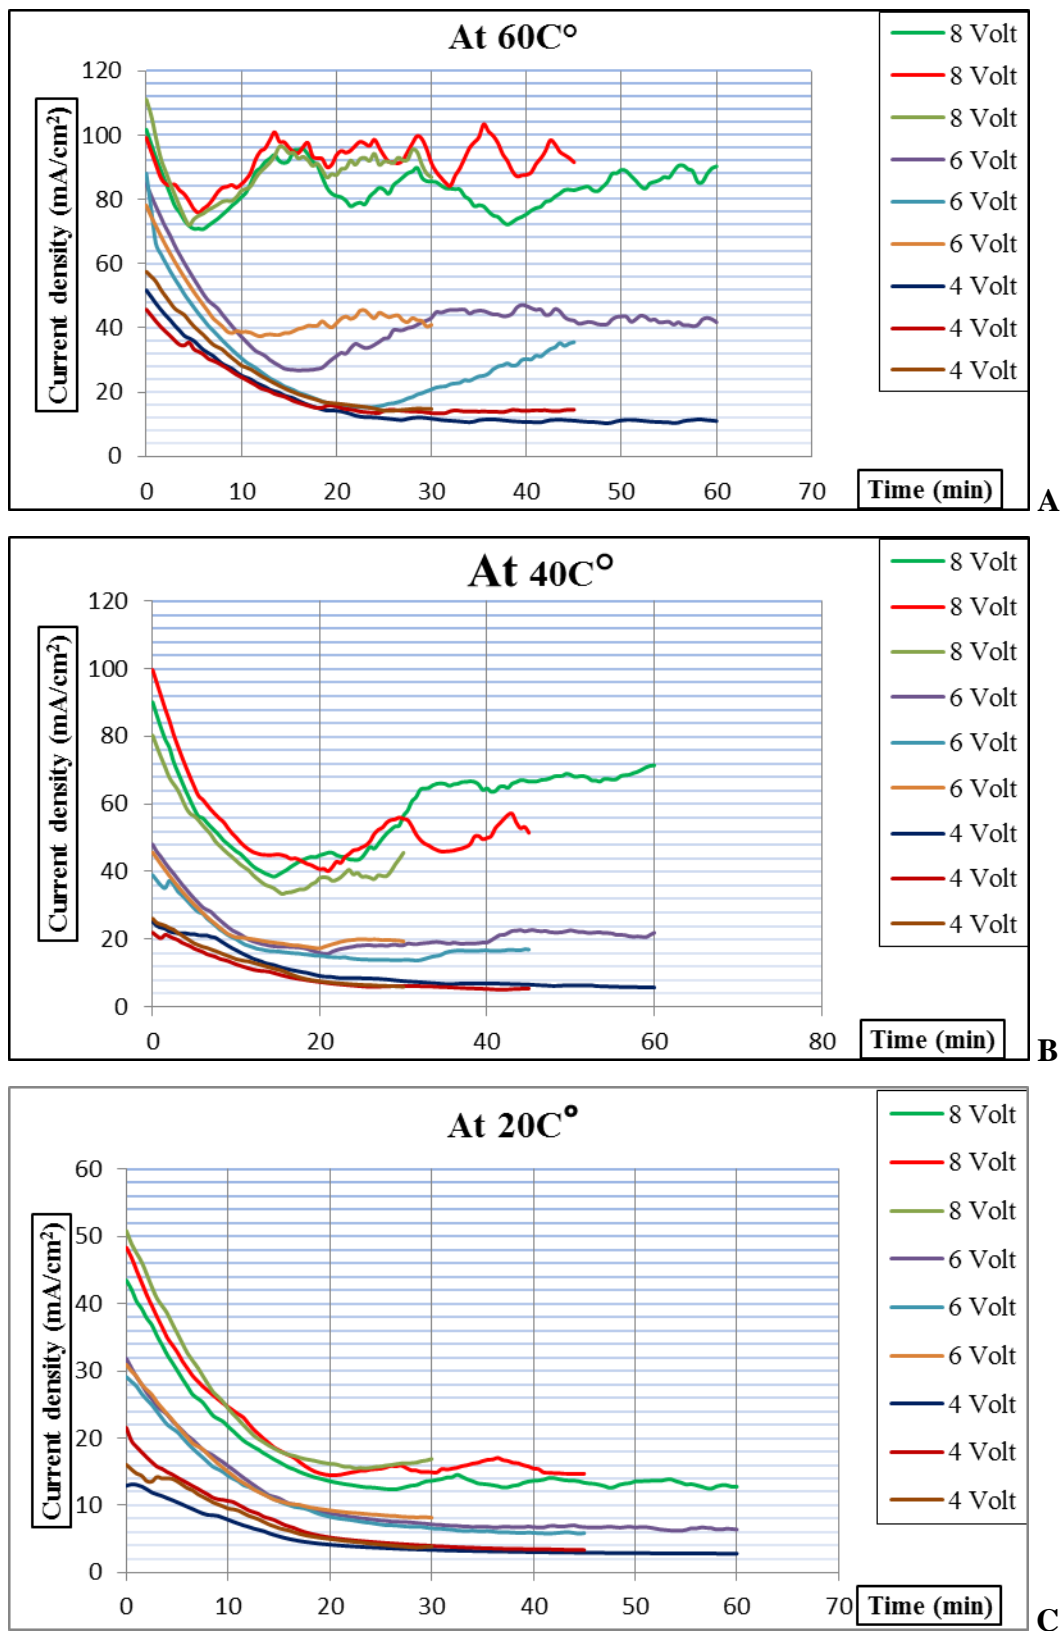 At 60C°
8 Volt
8 Volt
8 Volt
6 Volt
6 Volt
6 Volt
4 Volt
4 Volt
4 Volt
Current density (mA/cm²)
120
100
80
60
40
20
0
0 10 20 30 40 50 60 70
Time (min)
A
At 40C°
8 Volt
8 Volt
8 Volt
6 Volt
6 Volt
6 Volt
4 Volt
4 Volt
4 Volt
Current density (mA/cm²)
120
100
80
60
40
20
0
0 20 40 60 80
Time (min)
B
At 20C°
8 Volt
8 Volt
8 Volt
6 Volt
6 Volt
6 Volt
4 Volt
4 Volt
4 Volt
Current density (mA/cm²)
60
50
40
30
20
10
0
0 10 20 30 40 50 60 70
Time (min)
C